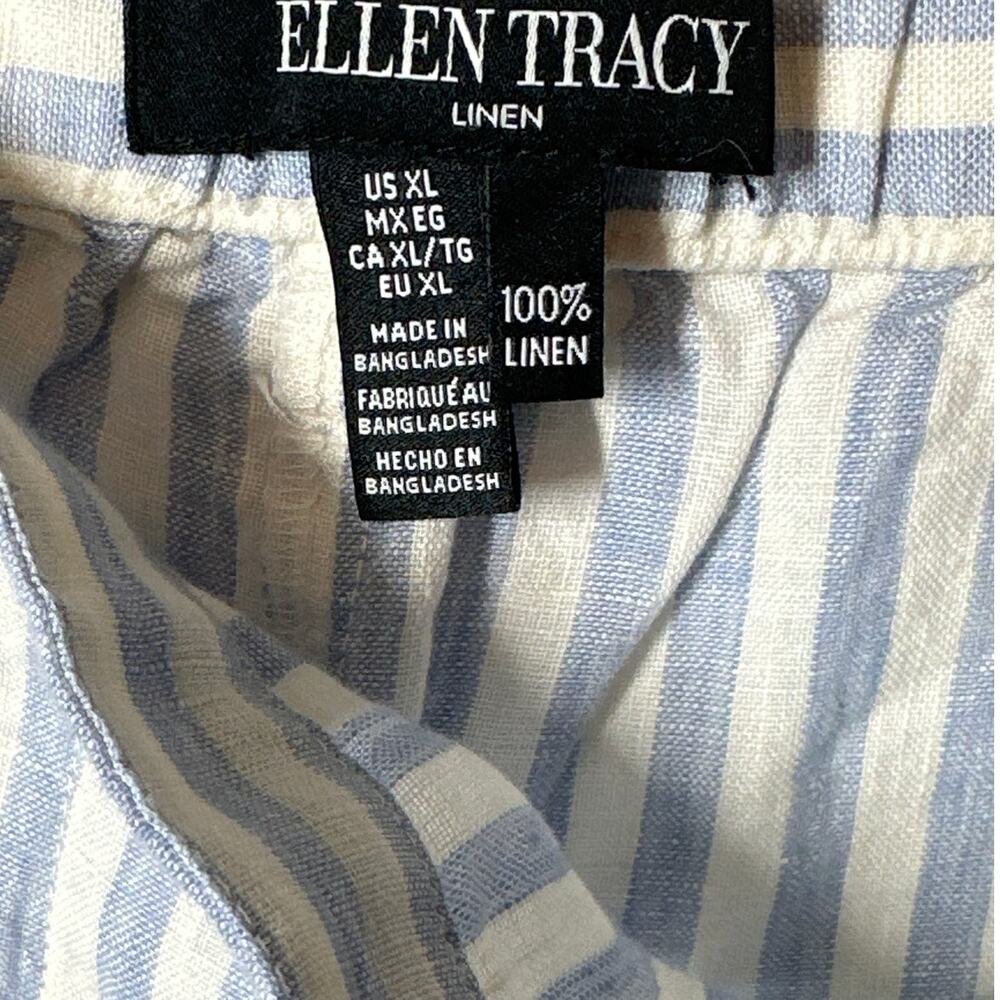 ELLEN TRACY
LINEN
US XL
MX EG
CA XL/TG
EU XL
MADE IN
BANGLADESH
FABRIQUÉ AU
BANGLADESH
HECHO EN
BANGLADESH
100%
LINEN